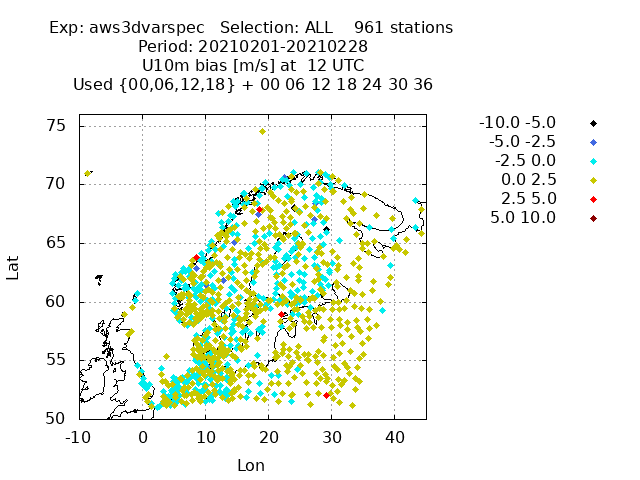 Exp: aws3dvarspec   Selection: ALL    961 stations
Period: 20210201-20210228
U10m bias [m/s] at  12 UTC
Used {00,06,12,18} + 00 06 12 18 24 30 36
-10.0 -5.0
-5.0 -2.5
-2.5 0.0
0.0 2.5
2.5 5.0
5.0 10.0
75
70
65
60
55
50
Lat
-10 0 10 20 30 40
Lon